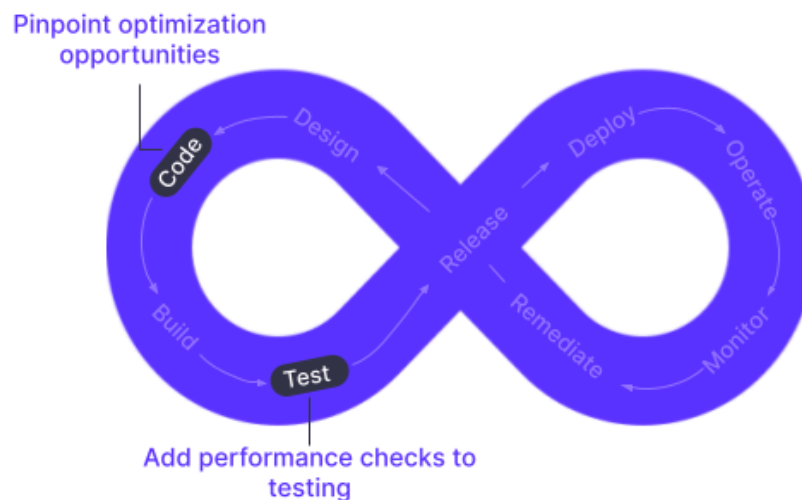 Pinpoint optimization
opportunities
Design
Code
Build
Test
Release
Deploy
Operate
Monitor
Remediate
Add performance checks to
testing